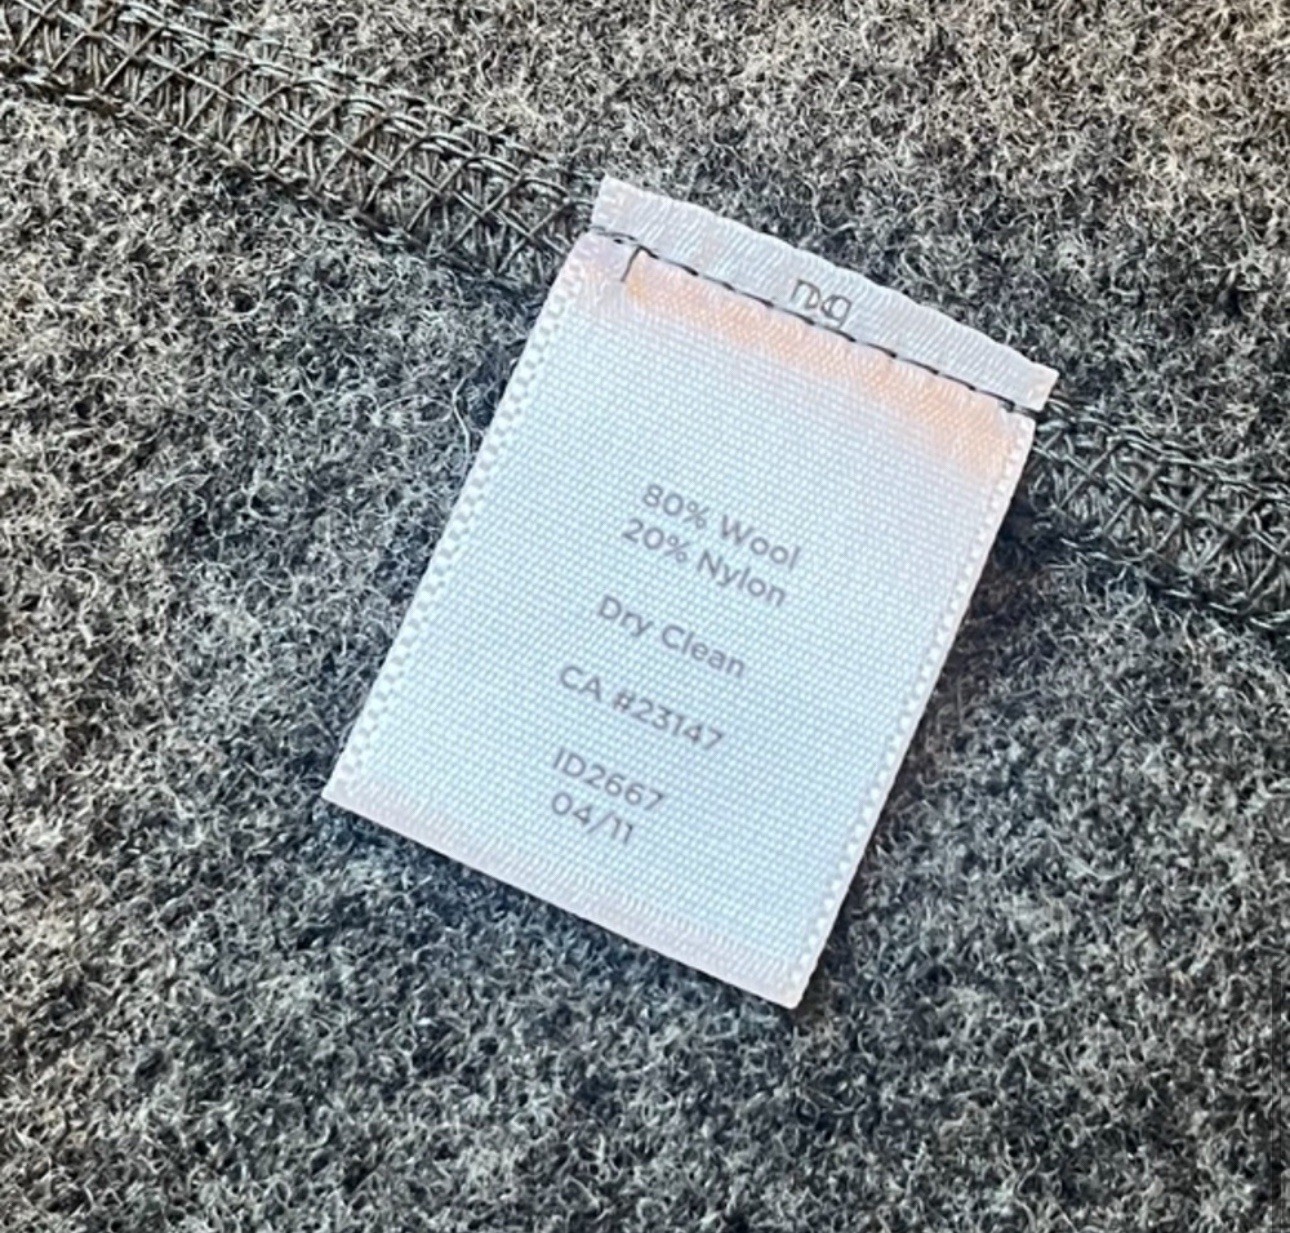 80% Wool
20% Nylon
Dry Clean
CA #23147
ID2667
04/11